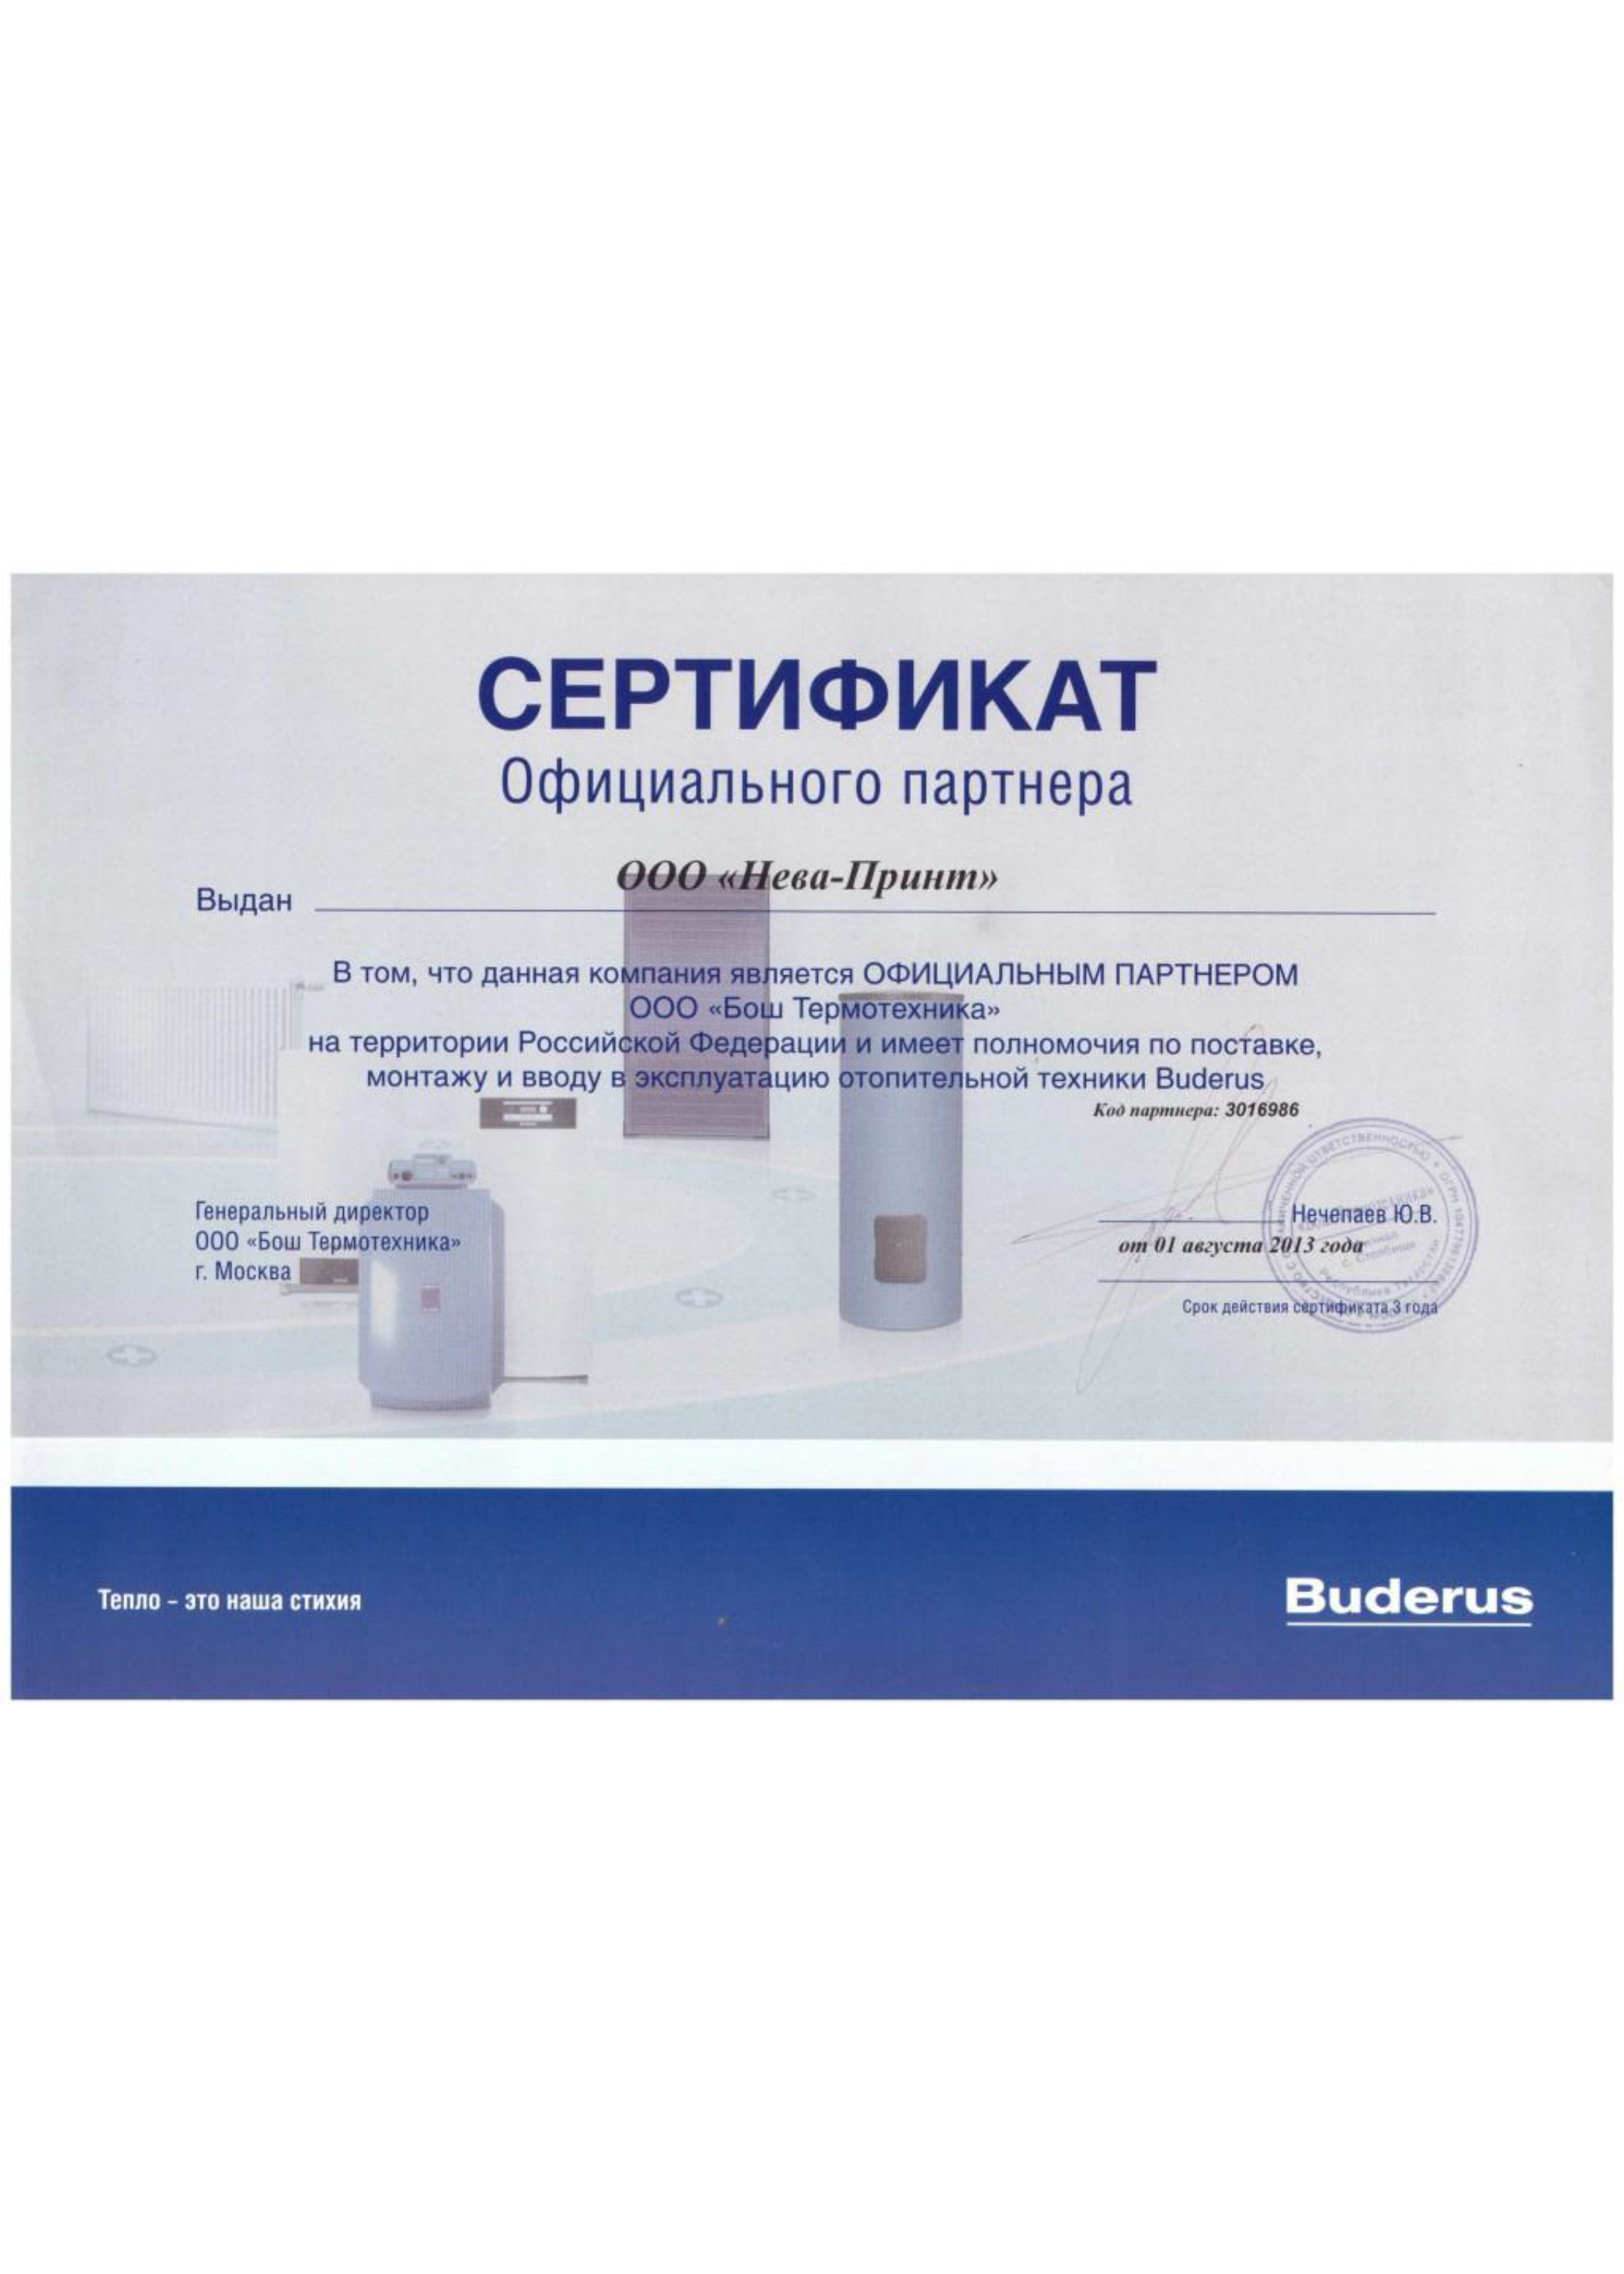 СЕРТИФИКАТ
Официального партнера
ООО «Нева-Принт»
Выдан
В том, что данная компания является ОФИЦИАЛЬНЫМ ПАРТНЕРОМ
ООО «Бош Термотехника»
на территории Российской Федерации и имеет полномочия по поставке,
монтажу и вводу в эксплуатацию отопительной техники Buderus
Код партнера: 3016986
Генеральный директор
ООО «Бош Термотехника»
г. Москва
Нечепаев Ю.В.
от 01 августа 2013 года
Срок действия сертификата 3 года
Тепло – это наша стихия
Buderus